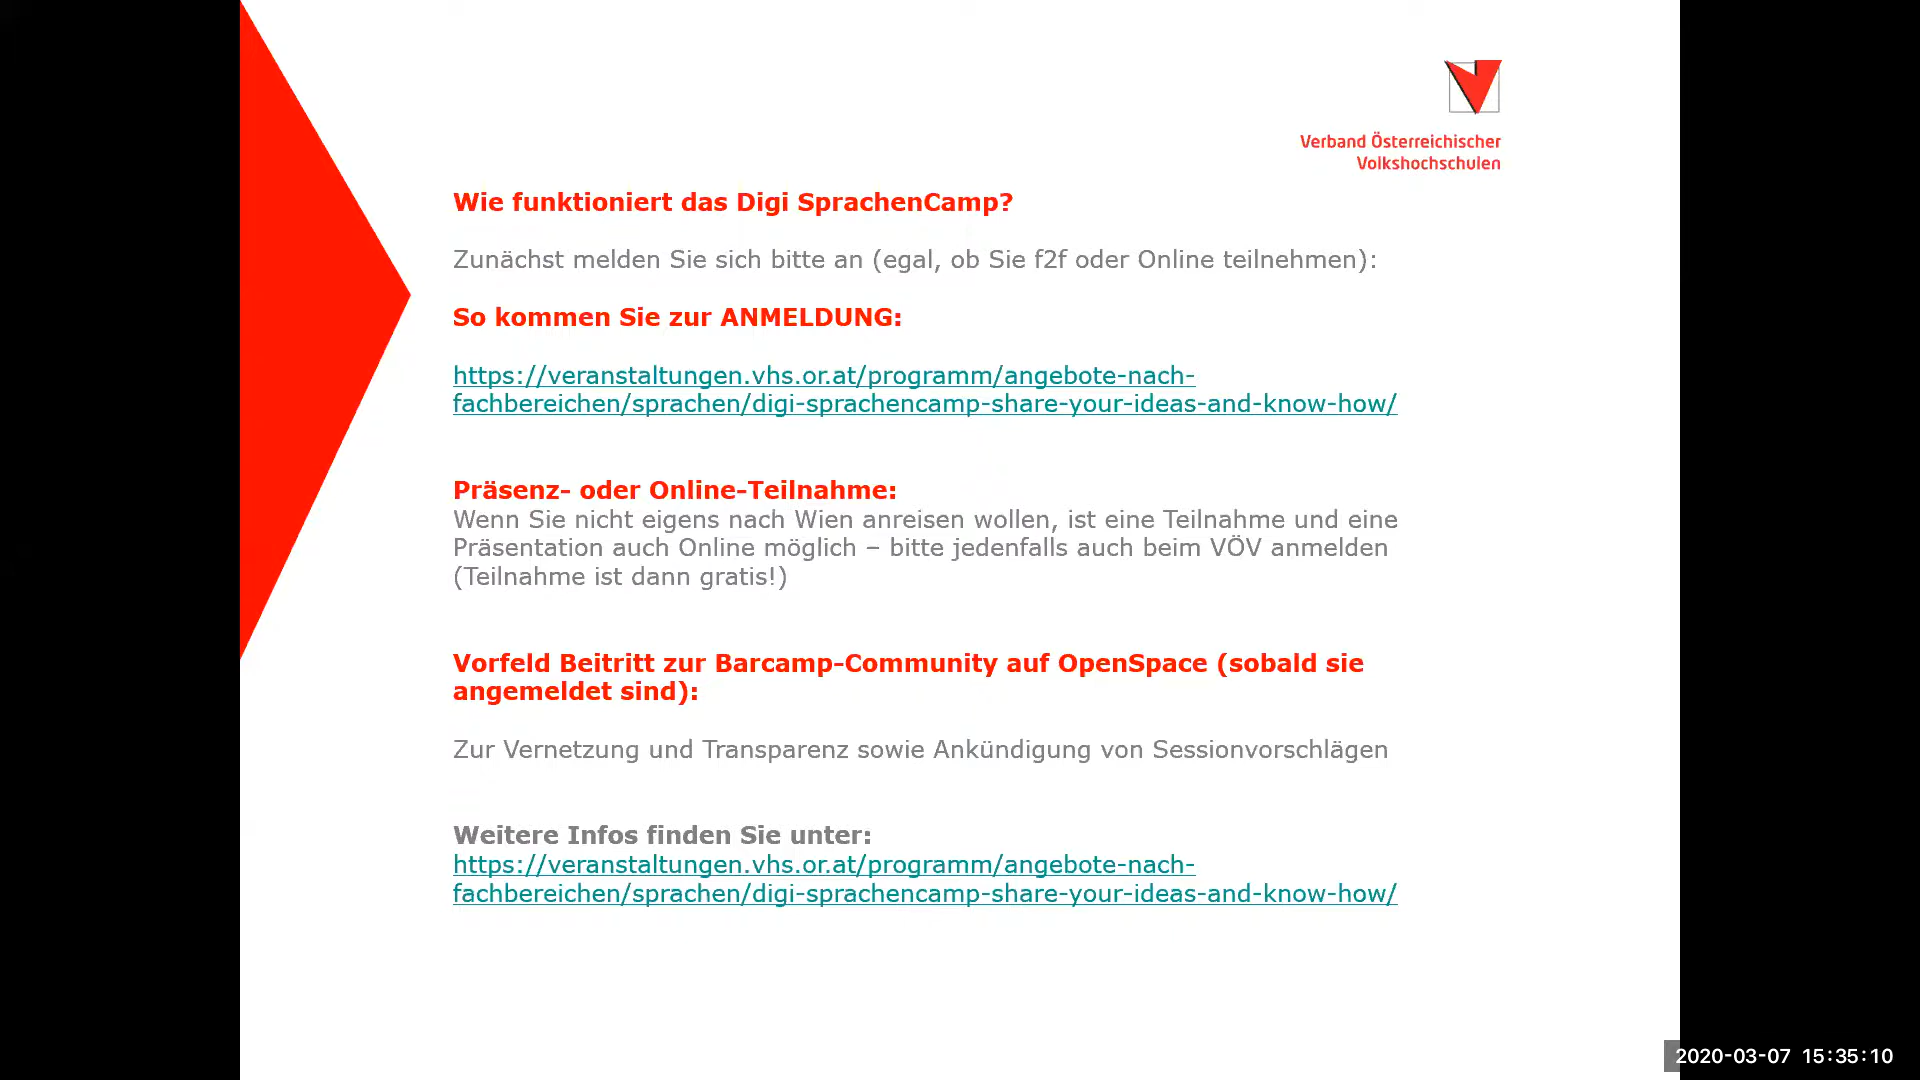 Verband Österreichischer
Volkshochschulen
Wie funktioniert das Digi SprachenCamp?
Zunächst melden Sie sich bitte an (egal, ob Sie f2f oder Online teilnehmen):
So kommen Sie zur ANMELDUNG:
https://veranstaltungen.vhs.or.at/programm/angebote-nach-
fachbereichen/sprachen/digi-sprachencamp-share-your-ideas-and-know-how/
Präsenz- oder Online-Teilnahme:
Wenn Sie nicht eigens nach Wien anreisen wollen, ist eine Teilnahme und eine
Präsentation auch Online möglich – bitte jedenfalls auch beim VÖV anmelden
(Teilnahme ist dann gratis!)
Vorfeld Beitritt zur Barcamp-Community auf OpenSpace (sobald sie
angemeldet sind):
Zur Vernetzung und Transparenz sowie Ankündigung von Sessionvorschlägen
Weitere Infos finden Sie unter:
https://veranstaltungen.vhs.or.at/programm/angebote-nach-
fachbereichen/sprachen/digi-sprachencamp-share-your-ideas-and-know-how/
2020-03-07 15:35:10